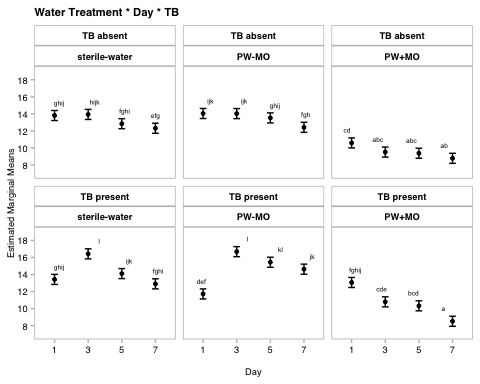 Water Treatment * Day * TB
TB absent TB absent TB absent
sterile-water PW-MO PW+MO
18
16
14
12
10
8
ghij hijk fghi efg
ijk ijk ghij fgh
cd abc abc ab
TB present TB present TB present
sterile-water PW-MO PW+MO
18
16
14
12
10
8
ghij l ijk fghi
def l kl jk
fghij cde bcd a
1 3 5 7 1 3 5 7 1 3 5 7
Day
Estimated Marginal Means